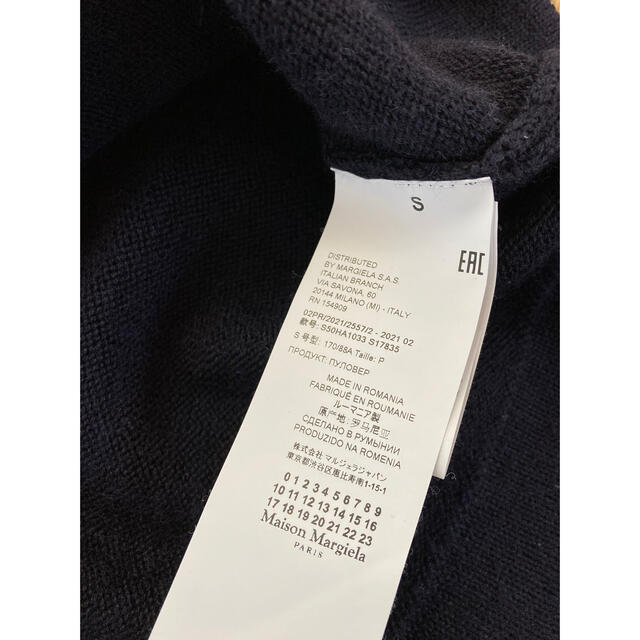 S
EAC
DISTRIBUTED
BY MARGIELA S.A.S.
ITALIAN BRANCH
VIA SAVONA, 60
20144 MILANO (MI) - ITALY
RN 154909
02PR/2021/2557/2 - 2021 02
款号: S50HA1033 S17835
S 号型: 170/88A Taille: P
ПРОДУКТ: ПУЛОВЕР
MADE IN ROMANIA
FABRIQUÉ EN ROUMANIE
ルーマニア製
原产地: 罗马尼亚
СДЕЛАНО В РУМЫНИИ
PRODUZIDO NA ROMENIA
株式会社 マルジェラジャパン
東京都渋谷区恵比寿南1-15-1
0 1 2 3 4 5 6 7 8 9
10 11 12 13 14 15 16
17 18 19 20 21 22 23
Maison Margiela
PARIS